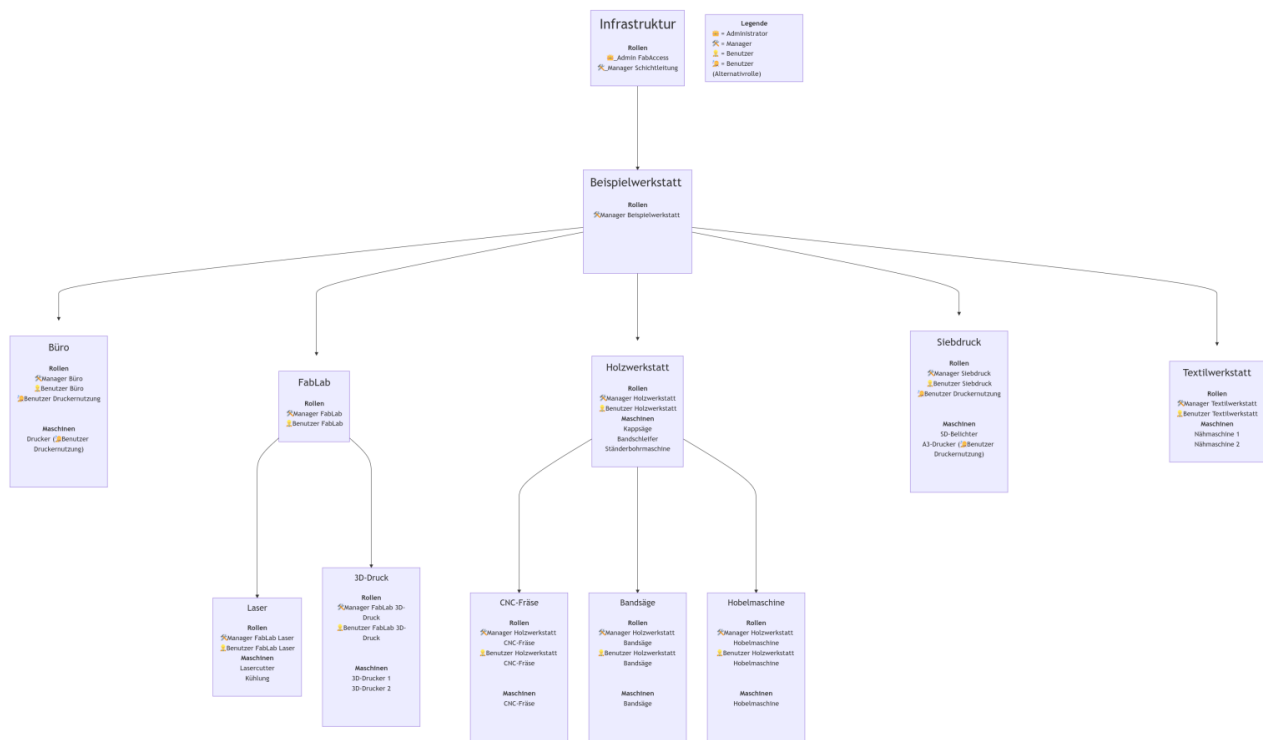 Infrastruktur
Rollen
_Admin FabAccess
🛠_Manager Schichtleitung
Legende
= Administrator
🛠 = Manager
= Benutzer
= Benutzer
(Alternativrolle)
Beispielwerkstatt
Rollen
🛠Manager Beispielwerkstatt
Büro
Rollen
🛠Manager Büro
Benutzer Büro
Benutzer Druckernutzung
Maschinen
Drucker (Benutzer
Druckernutzung)
FabLab
Rollen
🛠Manager FabLab
Benutzer FabLab
Holzwerkstatt
Rollen
🛠Manager Holzwerkstatt
Benutzer Holzwerkstatt
Maschinen
Kappsäge
Bandschleifer
Ständerbohrmaschine
Siebdruck
Rollen
🛠Manager Siebdruck
Benutzer Siebdruck
Benutzer Druckernutzung
Maschinen
SD-Belichter
A3-Drucker (Benutzer
Druckernutzung)
Textilwerkstatt
Rollen
🛠Manager Textilwerkstatt
Benutzer Textilwerkstatt
Maschinen
Nähmaschine 1
Nähmaschine 2
Laser
Rollen
🛠Manager FabLab Laser
Benutzer FabLab Laser
Maschinen
Lasercutter
Kühlung
3D-Druck
Rollen
🛠Manager FabLab 3D-
Druck
Benutzer FabLab 3D-
Druck
Maschinen
3D-Drucker 1
3D-Drucker 2
CNC-Fräse
Rollen
🛠Manager Holzwerkstatt
CNC-Fräse
Benutzer Holzwerkstatt
CNC-Fräse
Maschinen
CNC-Fräse
Bandsäge
Rollen
🛠Manager Holzwerkstatt
Bandsäge
Benutzer Holzwerkstatt
Bandsäge
Maschinen
Bandsäge
Hobelmaschine
Rollen
🛠Manager Holzwerkstatt
Hobelmaschine
Benutzer Holzwerkstatt
Hobelmaschine
Maschinen
Hobelmaschine